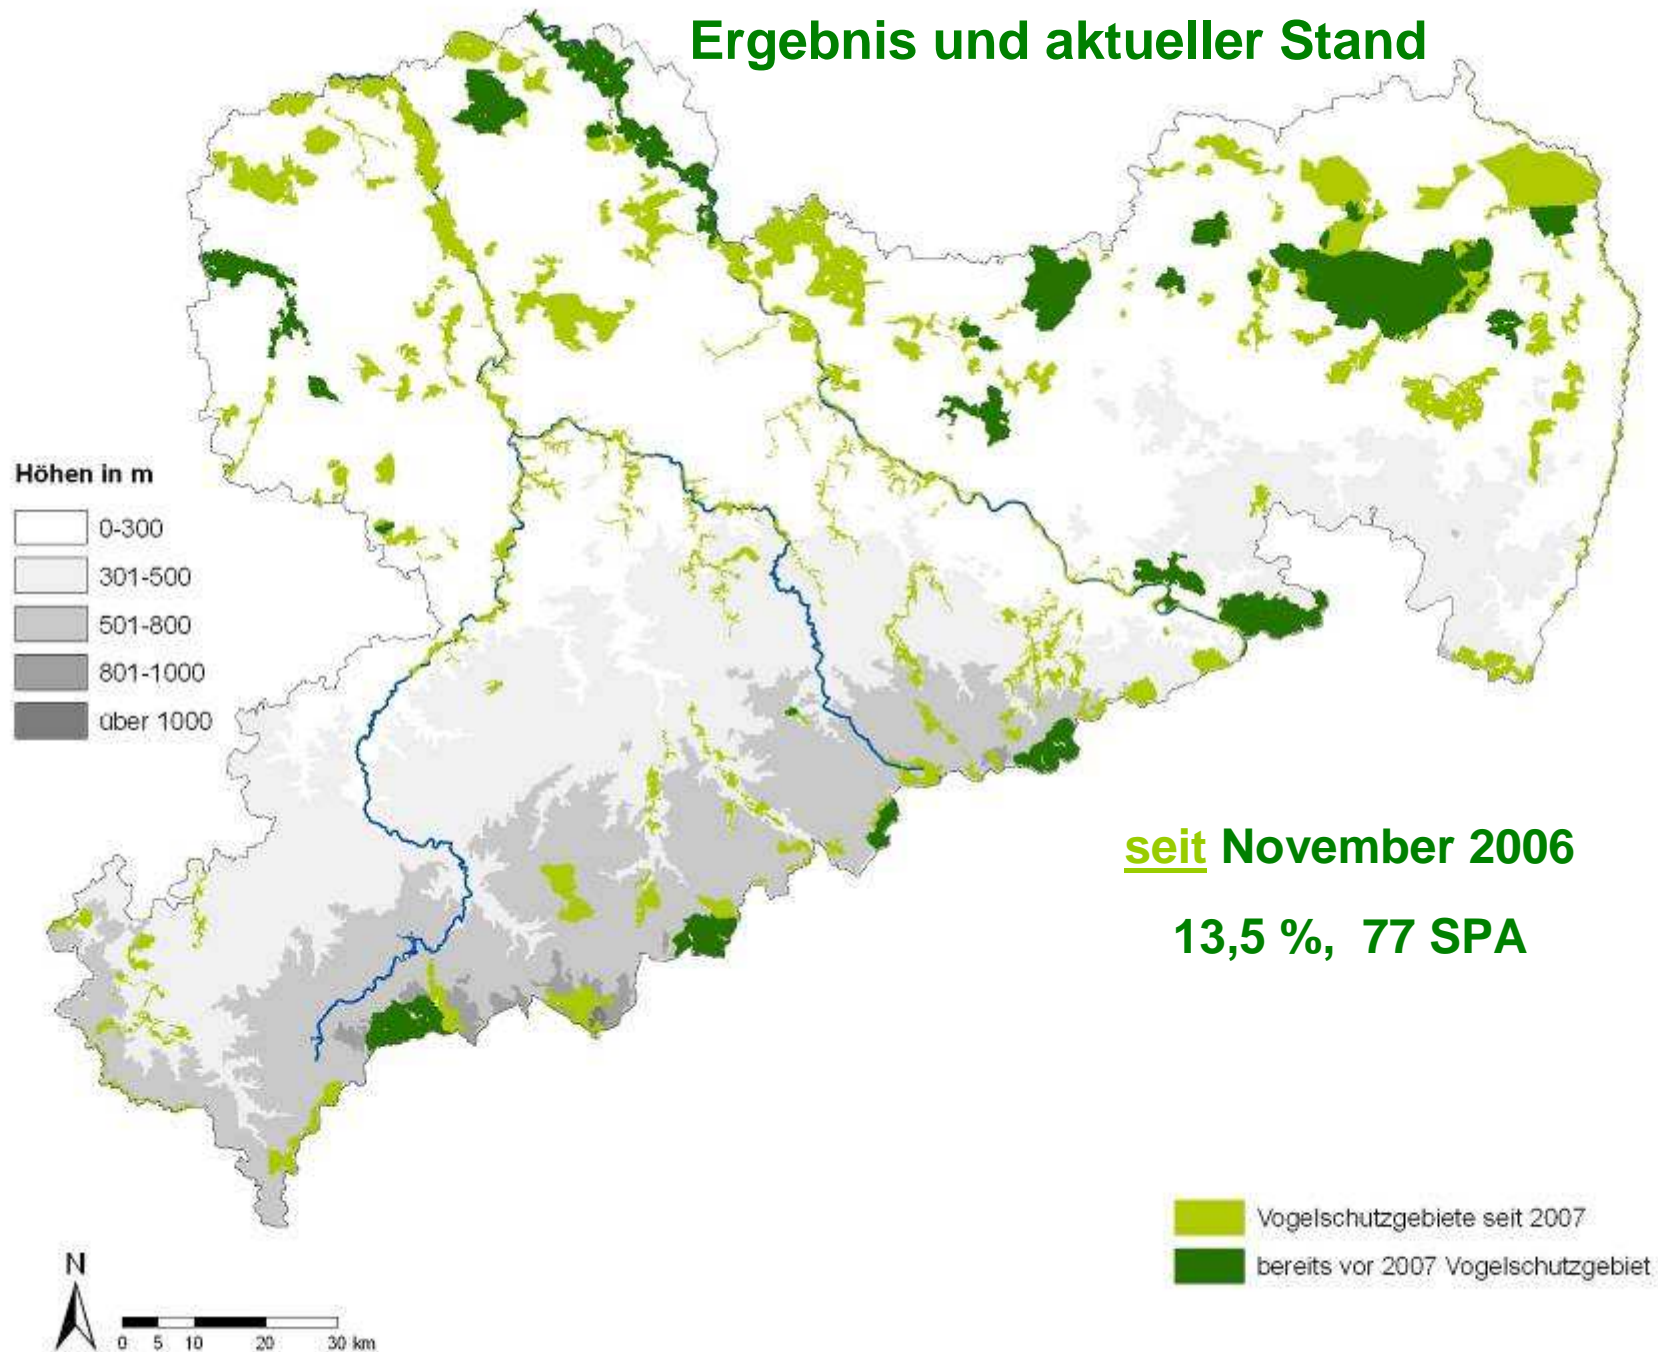 Ergebnis und aktueller Stand
Höhen in m
0-300
301-500
501-800
801-1000
über 1000
seit November 2006
13,5 %, 77 SPA
Vogelschutzgebiete seit 2007
bereits vor 2007 Vogelschutzgebiet
N
0 5 10 20 30 km